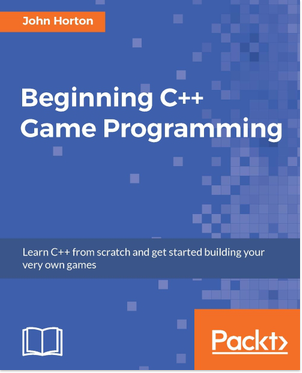 John Horton
Beginning C++
Game Programming
Learn C++ from scratch and get started building your
very own games
Packt>